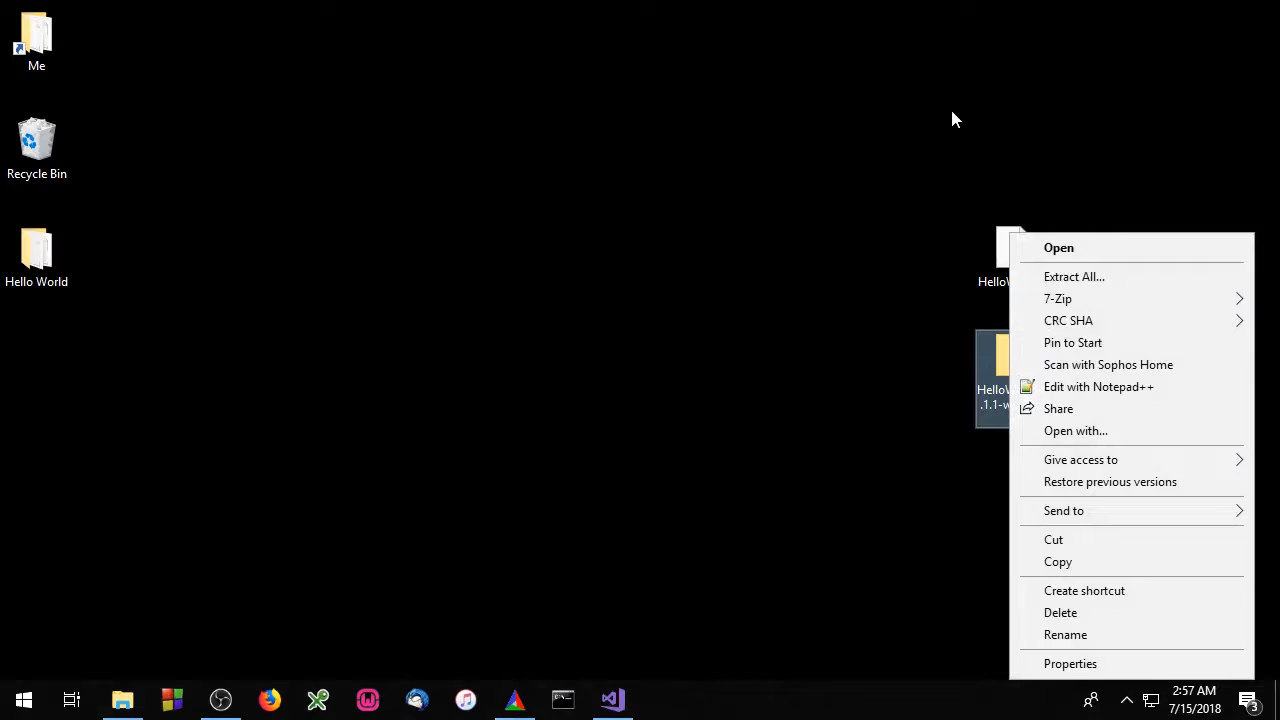 Me
Recycle Bin
Hello World
Open
Extract All...
7-Zip
CRC SHA
Pin to Start
Scan with Sophos Home
Edit with Notepad++
Share
Open with...
Give access to
Restore previous versions
Send to
Cut
Copy
Create shortcut
Delete
Rename
Properties
2:57 AM
7/15/2018
3